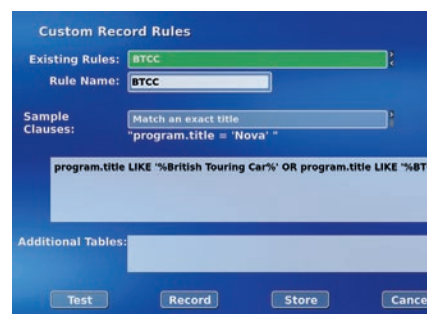 Custom Record Rules
Existing Rules: BTCC
Rule Name: BTCC
Sample Clauses: Match an exact title
"program.title = 'Nova' "
program.title LIKE '%British Touring Car%' OR program.title LIKE '%BT
Additional Tables:
Test Record Store Cance